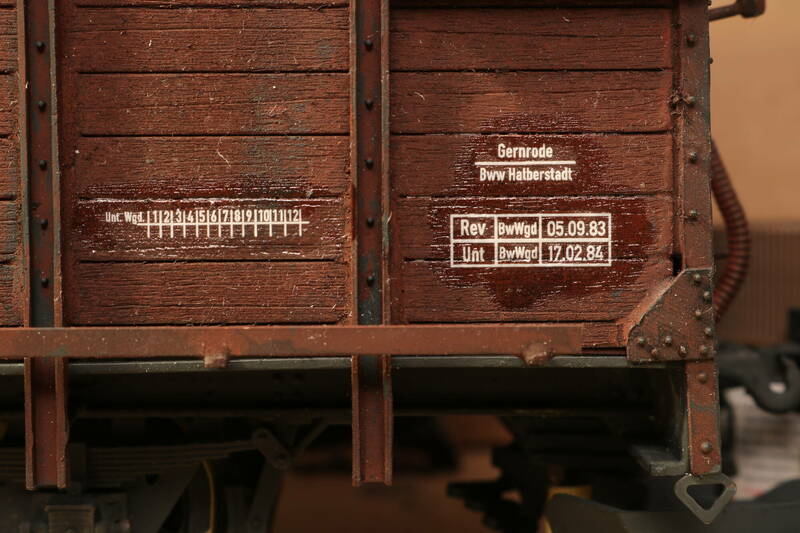 Gernrode
Bww Halberstadt
Unt. Wgd. 1 2 3 4 5 6 7 8 9 10 11 12
Rev BwWgd 05.09.83
Unt BwWgd 17.02.84